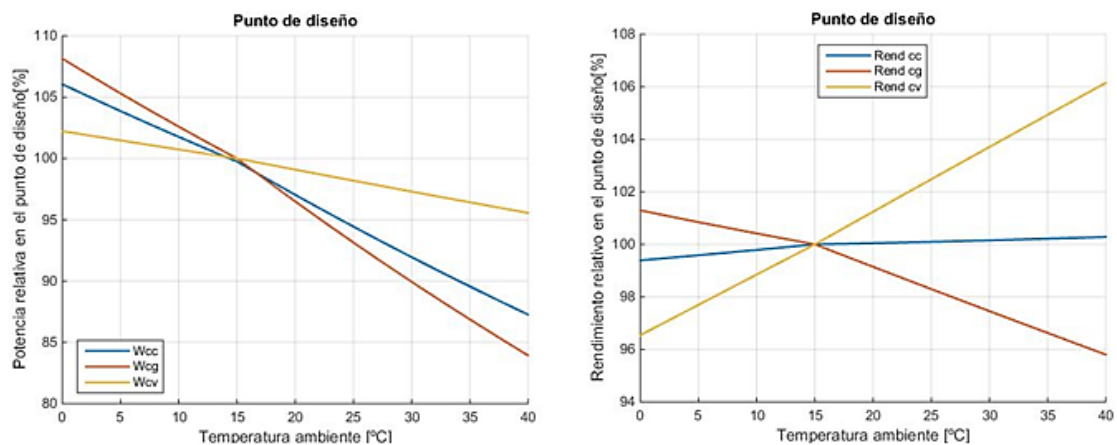 Punto de diseño
Potencia relativa en el punto de diseño[%]
110
105
100
95
90
85
80
Wcc
Wcg
Wcv
0 5 10 15 20 25 30 35 40
Temperatura ambiente [ºC]
Punto de diseño
Rendimiento relativo en el punto de diseño[%]
108
106
104
102
100
98
96
94
Rend cc
Rend cg
Rend cv
0 5 10 15 20 25 30 35 40
Temperatura ambiente [ºC]